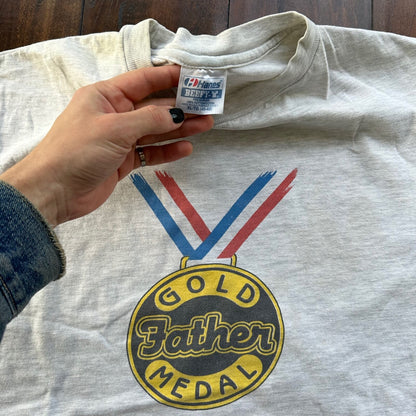 Hanes
BEEFY-T
GOLD
Father
MEDAL